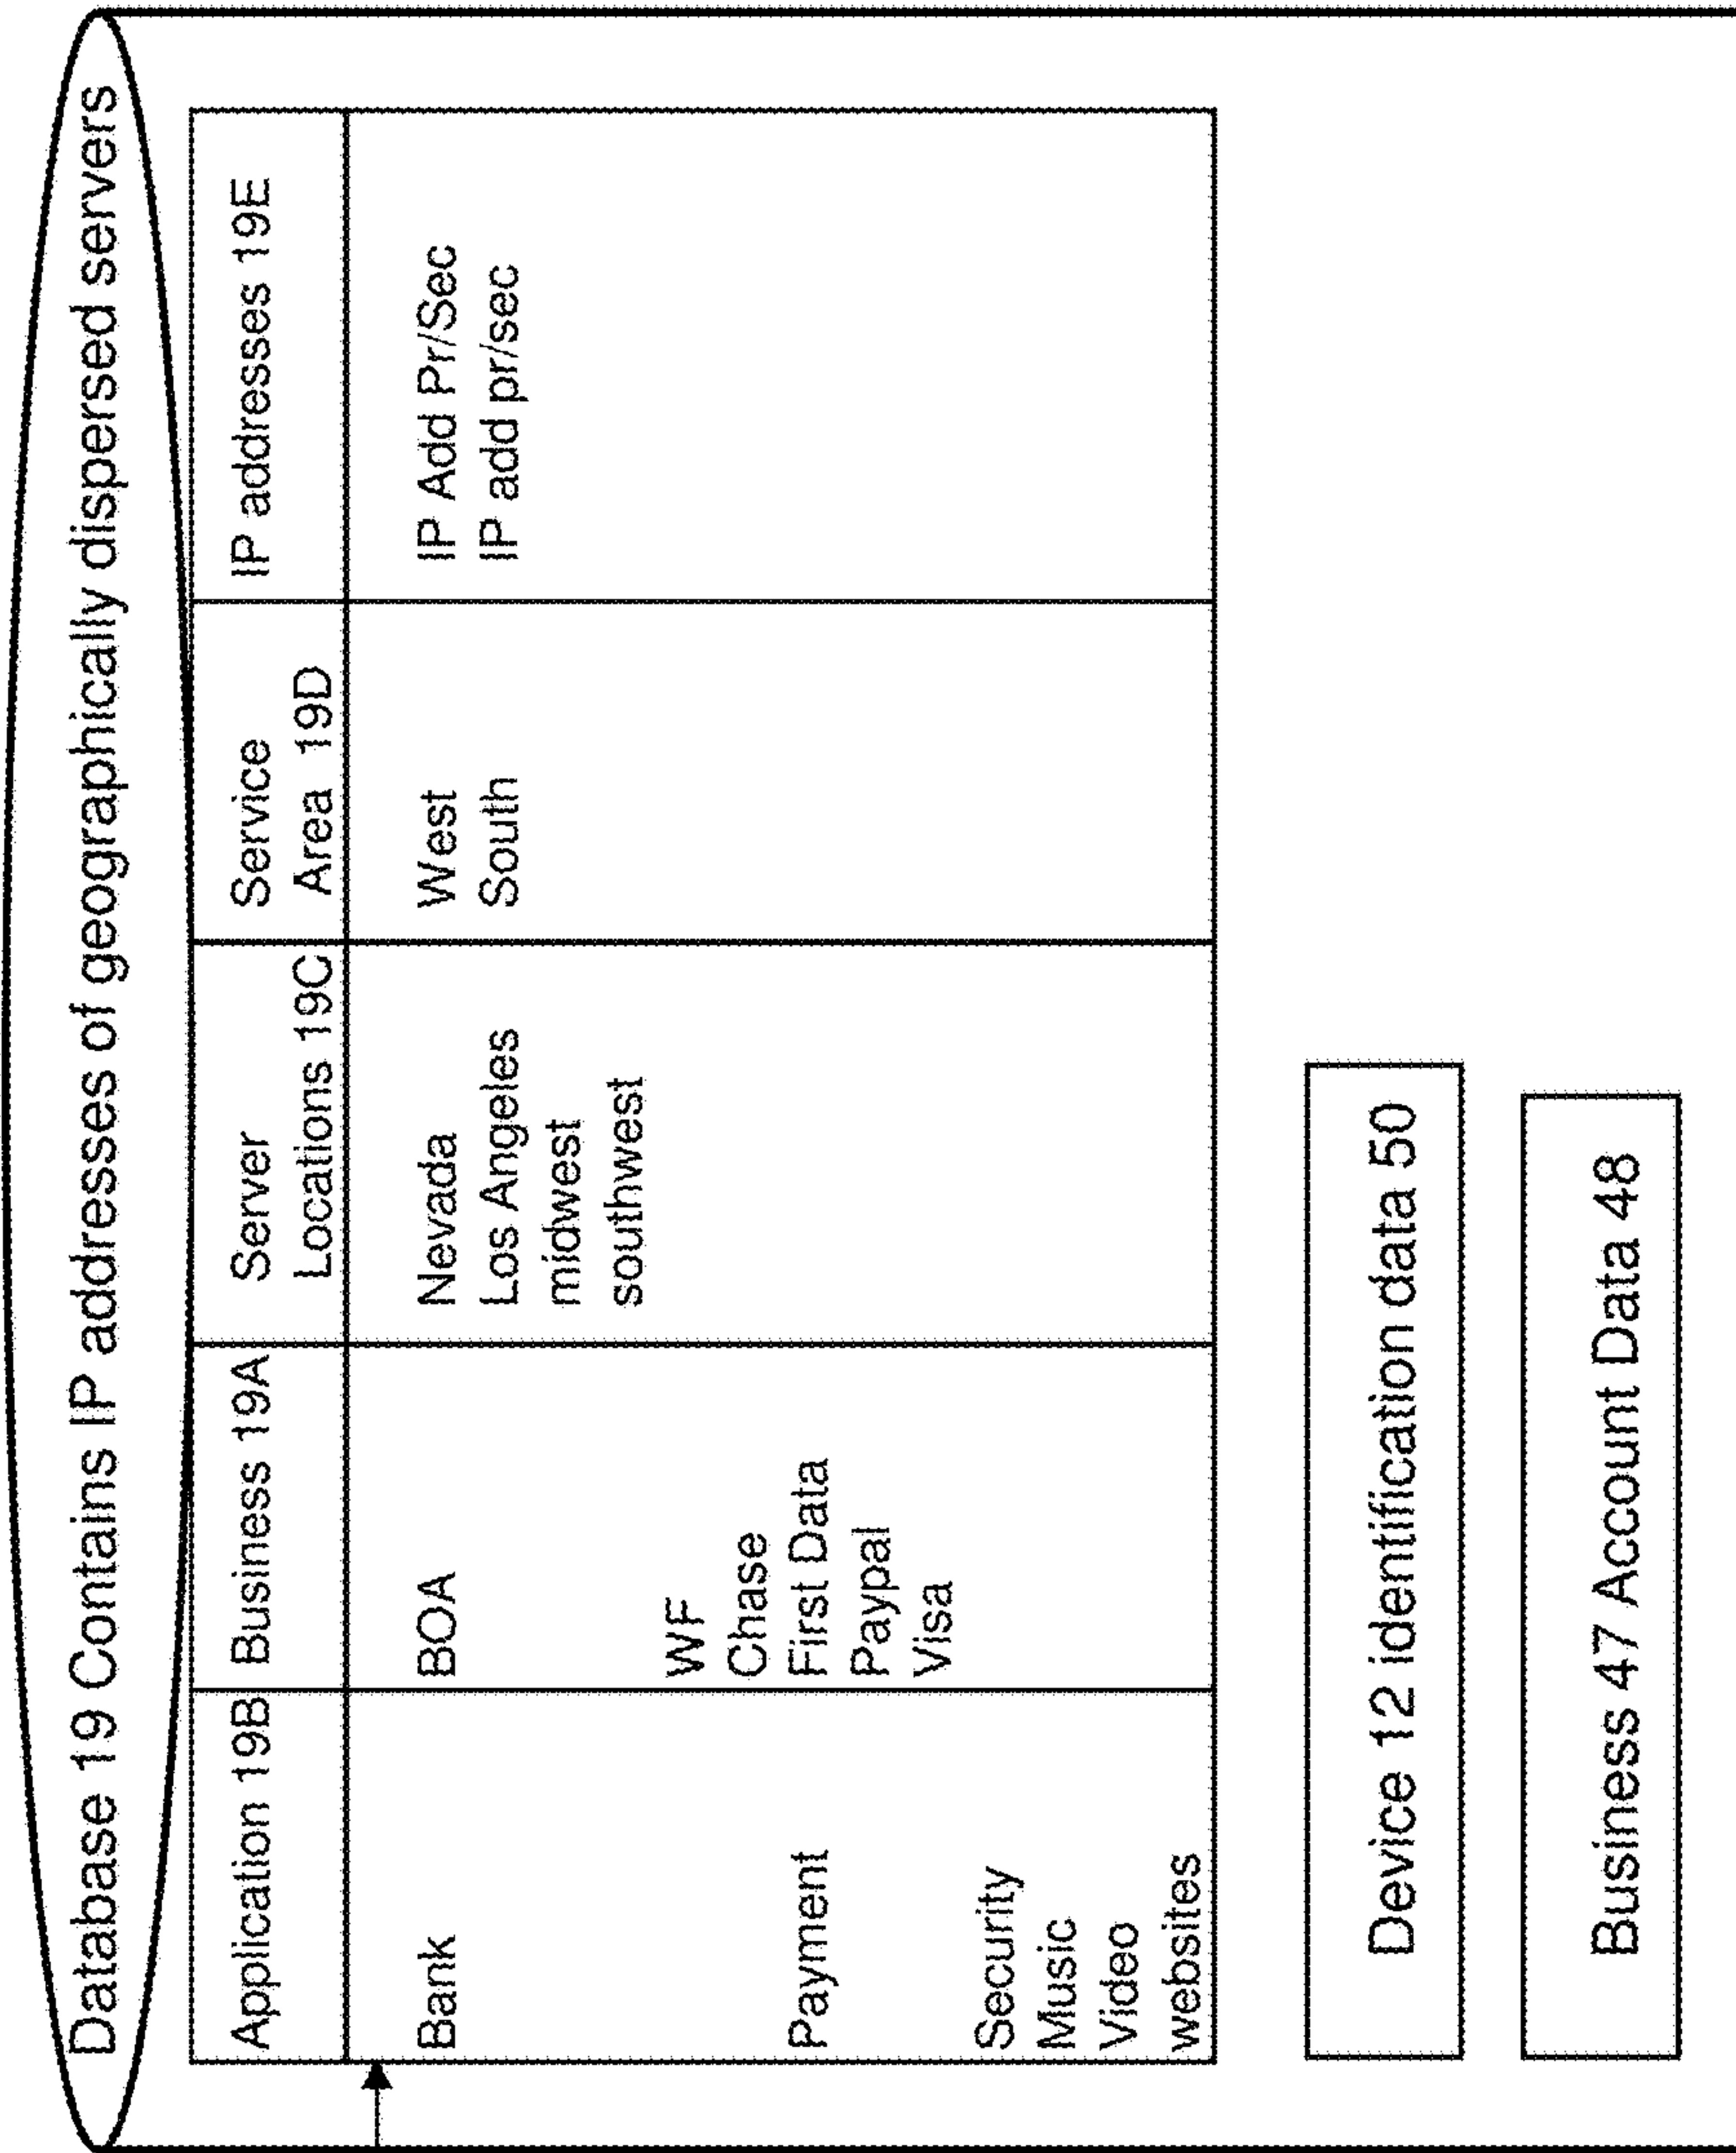 Database 19 Contains IP addresses of geographically dispersed servers
Application 19B Business 19A Server Locations 19C Service Area 19D IP addresses 19E
Bank BOA Nevada West IP Add Pr/Sec
Los Angeles South IP add pr/sec
midwest
southwest
WF
Chase
Payment First Data
Paypal
Visa
Security
Music
Video
websites
Device 12 identification data 50
Business 47 Account Data 48